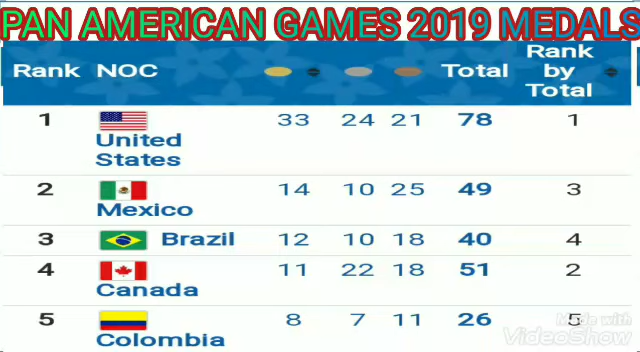 PAN AMERICAN GAMES 2019 MEDALS
Rank NOC Total Rank by Total
1 United States 33 24 21 78 1
2 Mexico 14 10 25 49 3
3 Brazil 12 10 18 40 4
4 Canada 11 22 18 51 2
5 Colombia 8 7 11 26 5
Made with
VideoShow